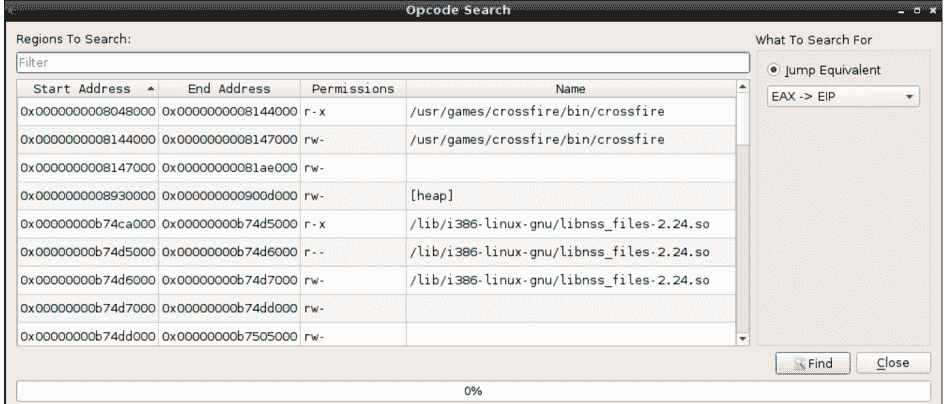 Opcode Search
Regions To Search:
What To Search For
Filter
Jump Equivalent
EAX -> EIP
Start Address End Address Permissions Name
0x0000000008048000 0x0000000008144000 r-x /usr/games/crossfire/bin/crossfire
0x0000000008144000 0x0000000008147000 rw- /usr/games/crossfire/bin/crossfire
0x0000000008147000 0x00000000081ae000 rw-
0x0000000008930000 0x000000000900d000 rw- [heap]
0x00000000b74ca000 0x00000000b74d5000 r-x /lib/i386-linux-gnu/libnss_files-2.24.so
0x00000000b74d5000 0x00000000b74d6000 r-- /lib/i386-linux-gnu/libnss_files-2.24.so
0x00000000b74d6000 0x00000000b74d7000 rw- /lib/i386-linux-gnu/libnss_files-2.24.so
0x00000000b74d7000 0x00000000b74dd000 rw-
0x00000000b74dd000 0x00000000b7505000 rw-
Find Close
0%